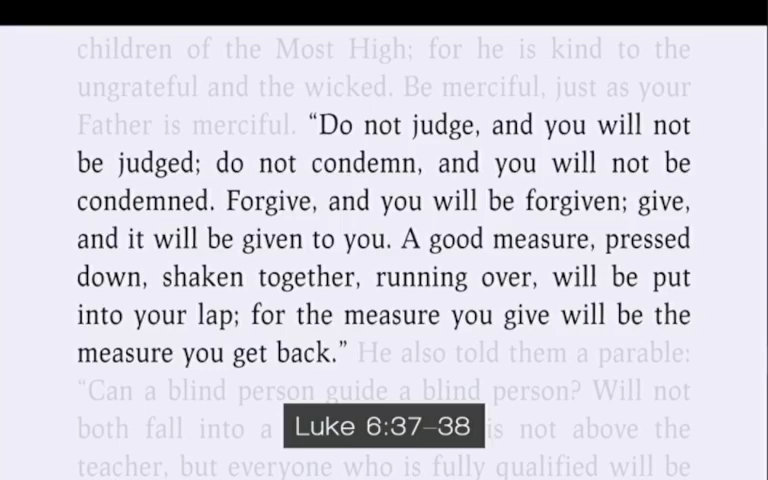 children of the Most High; for he is kind to the
ungrateful and the wicked. Be merciful, just as your
Father is merciful. “Do not judge, and you will not
be judged; do not condemn, and you will not be
condemned. Forgive, and you will be forgiven; give,
and it will be given to you. A good measure, pressed
down, shaken together, running over, will be put
into your lap; for the measure you give will be the
measure you get back.” He also told them a parable:
“Can a blind person guide a blind person? Will not
both fall into a is not above the
Luke 6:37–38
teacher, but everyone who is fully qualified will be